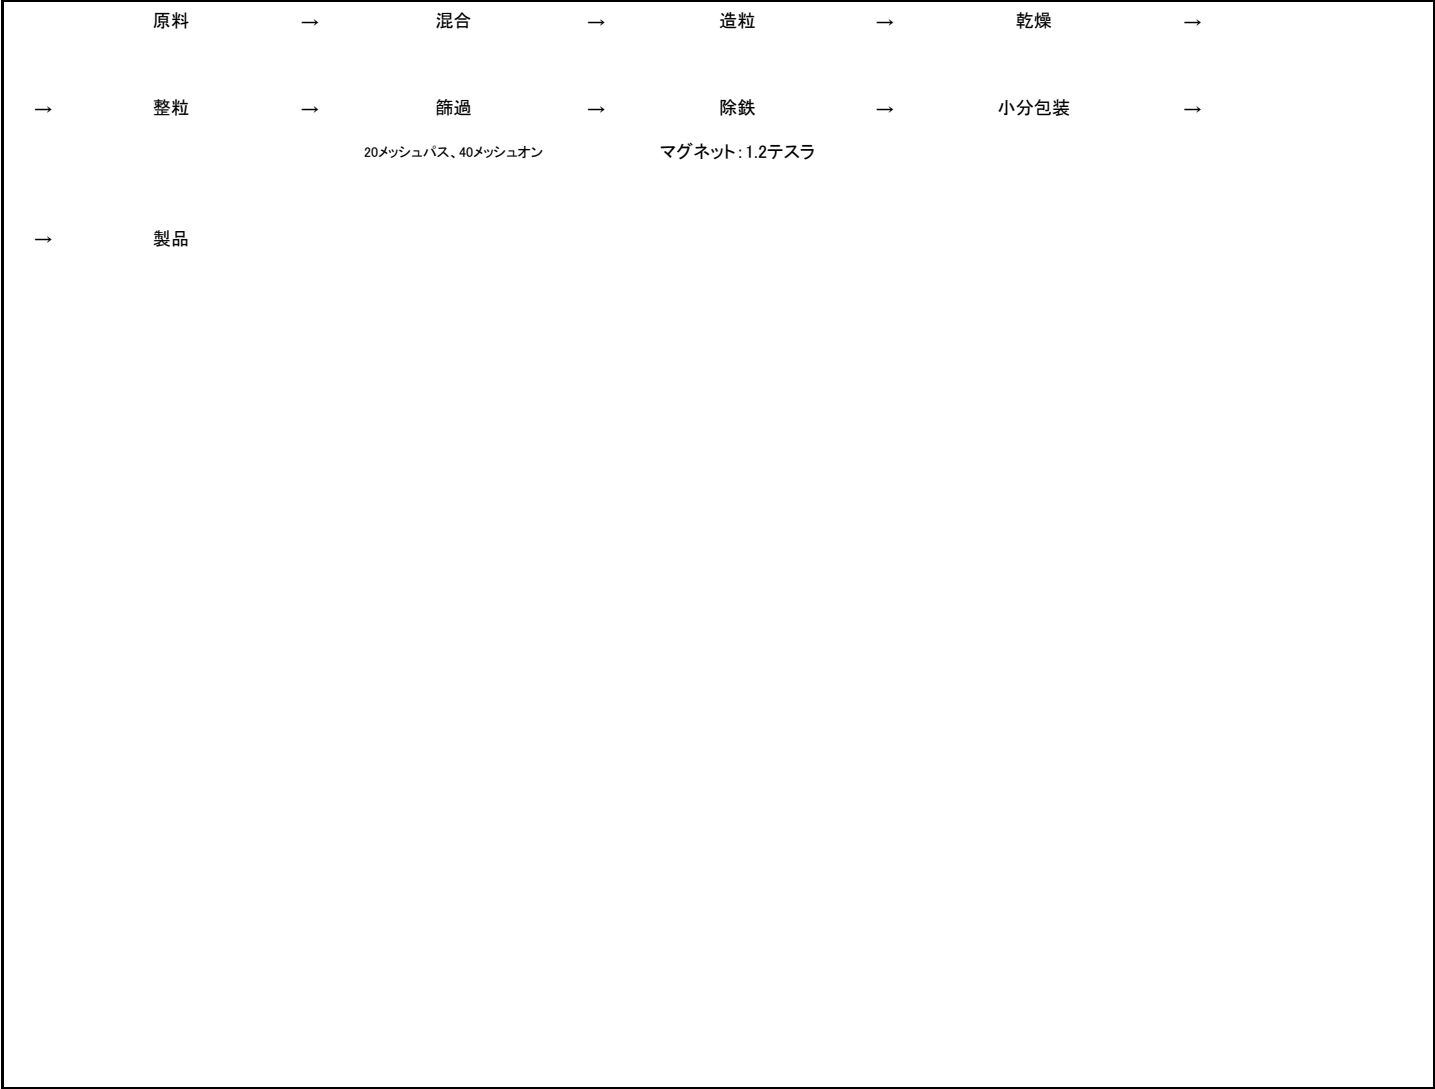 原料 → 混合 → 造粒 → 乾燥 →
→ 整粒 → 篩過 → 除鉄 → 小分包装 →
20メッシュパス、40メッシュオン マグネット：1.2テスラ
→ 製品